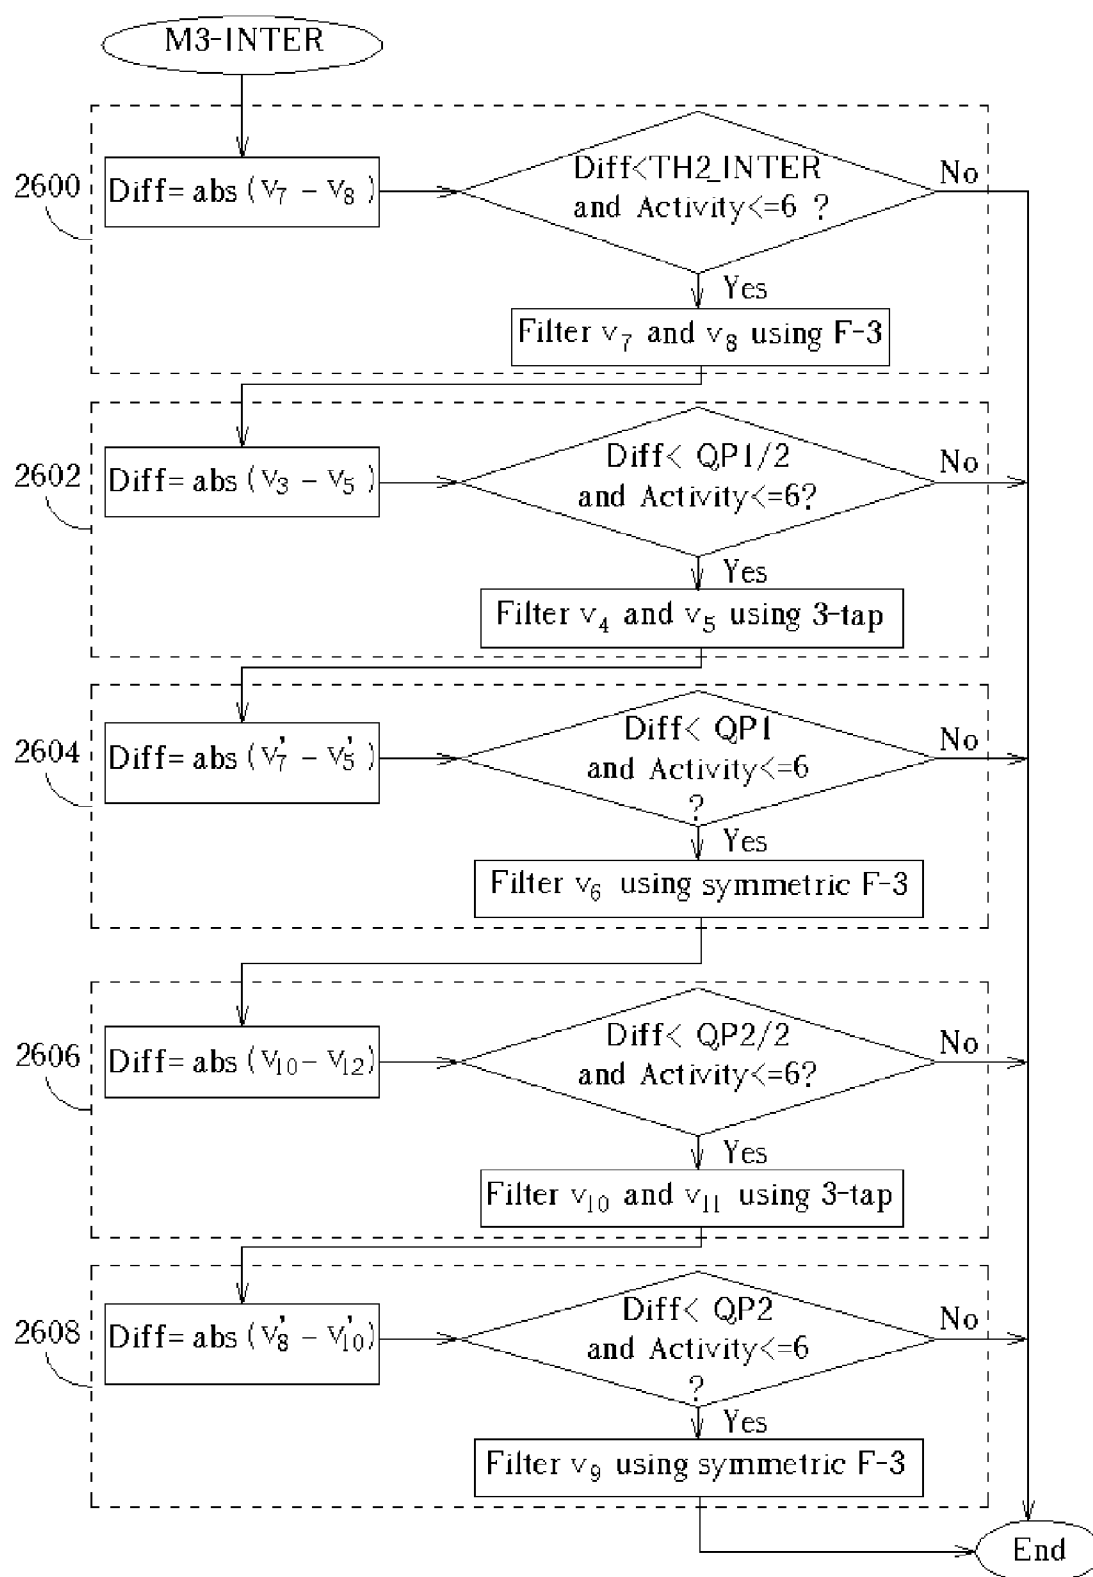 M3-INTER
2600
Diff= abs (v₇ - v₈ )
Diff<TH2_INTER
and Activity<=6 ?
No
Yes
Filter v₇ and v₈ using F-3
2602
Diff= abs (v₃ - v₅ )
Diff< QP1/2
and Activity<=6?
No
Yes
Filter v₄ and v₅ using 3-tap
2604
Diff= abs (v'₇ - v'₅ )
Diff< QP1
and Activity<=6
?
No
Yes
Filter v₆ using symmetric F-3
2606
Diff= abs (v₁₀- v₁₂)
Diff< QP2/2
and Activity<=6?
No
Yes
Filter v₁₀ and v₁₁ using 3-tap
2608
Diff= abs (v'₈ - v'₁₀)
Diff< QP2
and Activity<=6
?
No
Yes
Filter v₉ using symmetric F-3
End